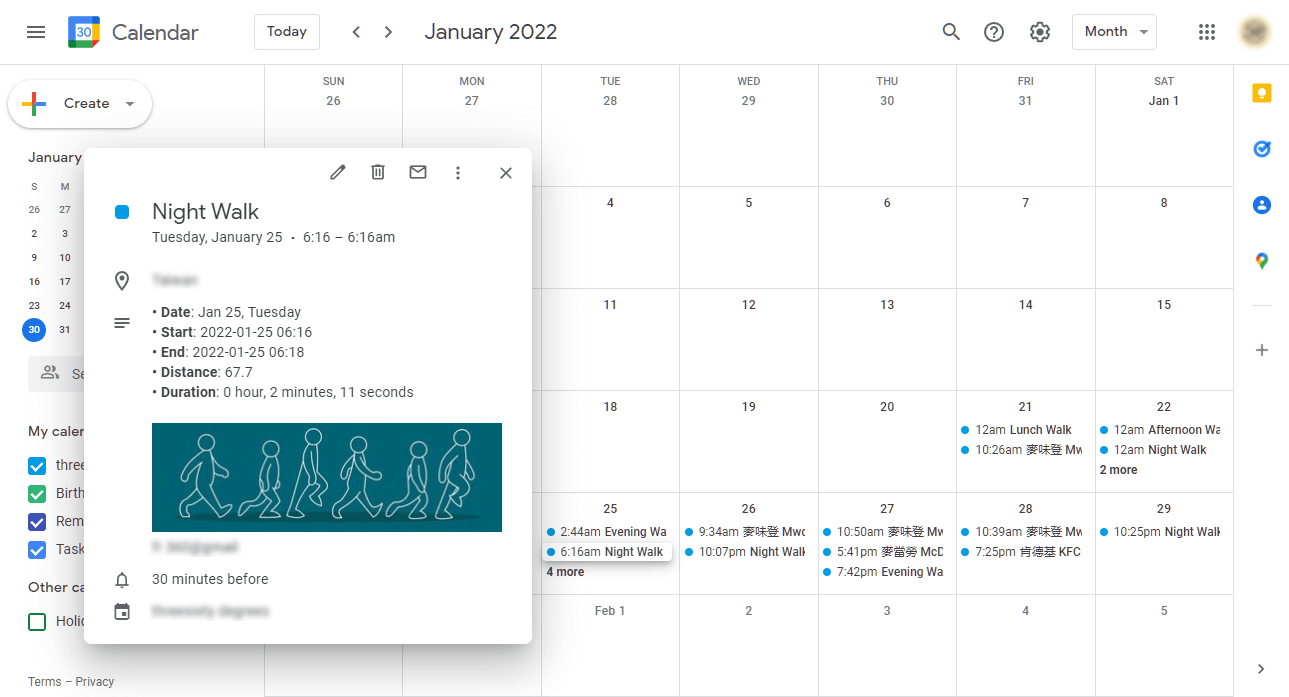 30
Calendar
Today
January 2022
Month
Create
SUN MON TUE WED THU FRI SAT
26 27 28 29 30 31 Jan 1
January
S M
26 27
2 3
9 10
16 17
23 24
30 31
My caler
three
Birth
Rem
Task
Other ca
Holi
Terms – Privacy
Night Walk
Tuesday, January 25 · 6:16 – 6:16am
Taiwan
• Date: Jan 25, Tuesday
• Start: 2022-01-25 06:16
• End: 2022-01-25 06:18
• Distance: 67.7
• Duration: 0 hour, 2 minutes, 11 seconds
30 minutes before
threesixty degrees
4 5 6 7 8
11 12 13 14 15
18 19 20 21 22
12am Lunch Walk
10:26am 麥味登 Mw
12am Afternoon Wa
12am Night Walk
2 more
25 26 27 28 29
2:44am Evening Wa
6:16am Night Walk
4 more
9:34am 麥味登 Mwd
10:07pm Night Walk
10:50am 麥味登 Mw
5:41pm 麥當勞 McD
7:42pm Evening Wa
10:39am 麥味登 Mw
7:25pm 肯德基 KFC
10:25pm Night Walk
Feb 1 2 3 4 5